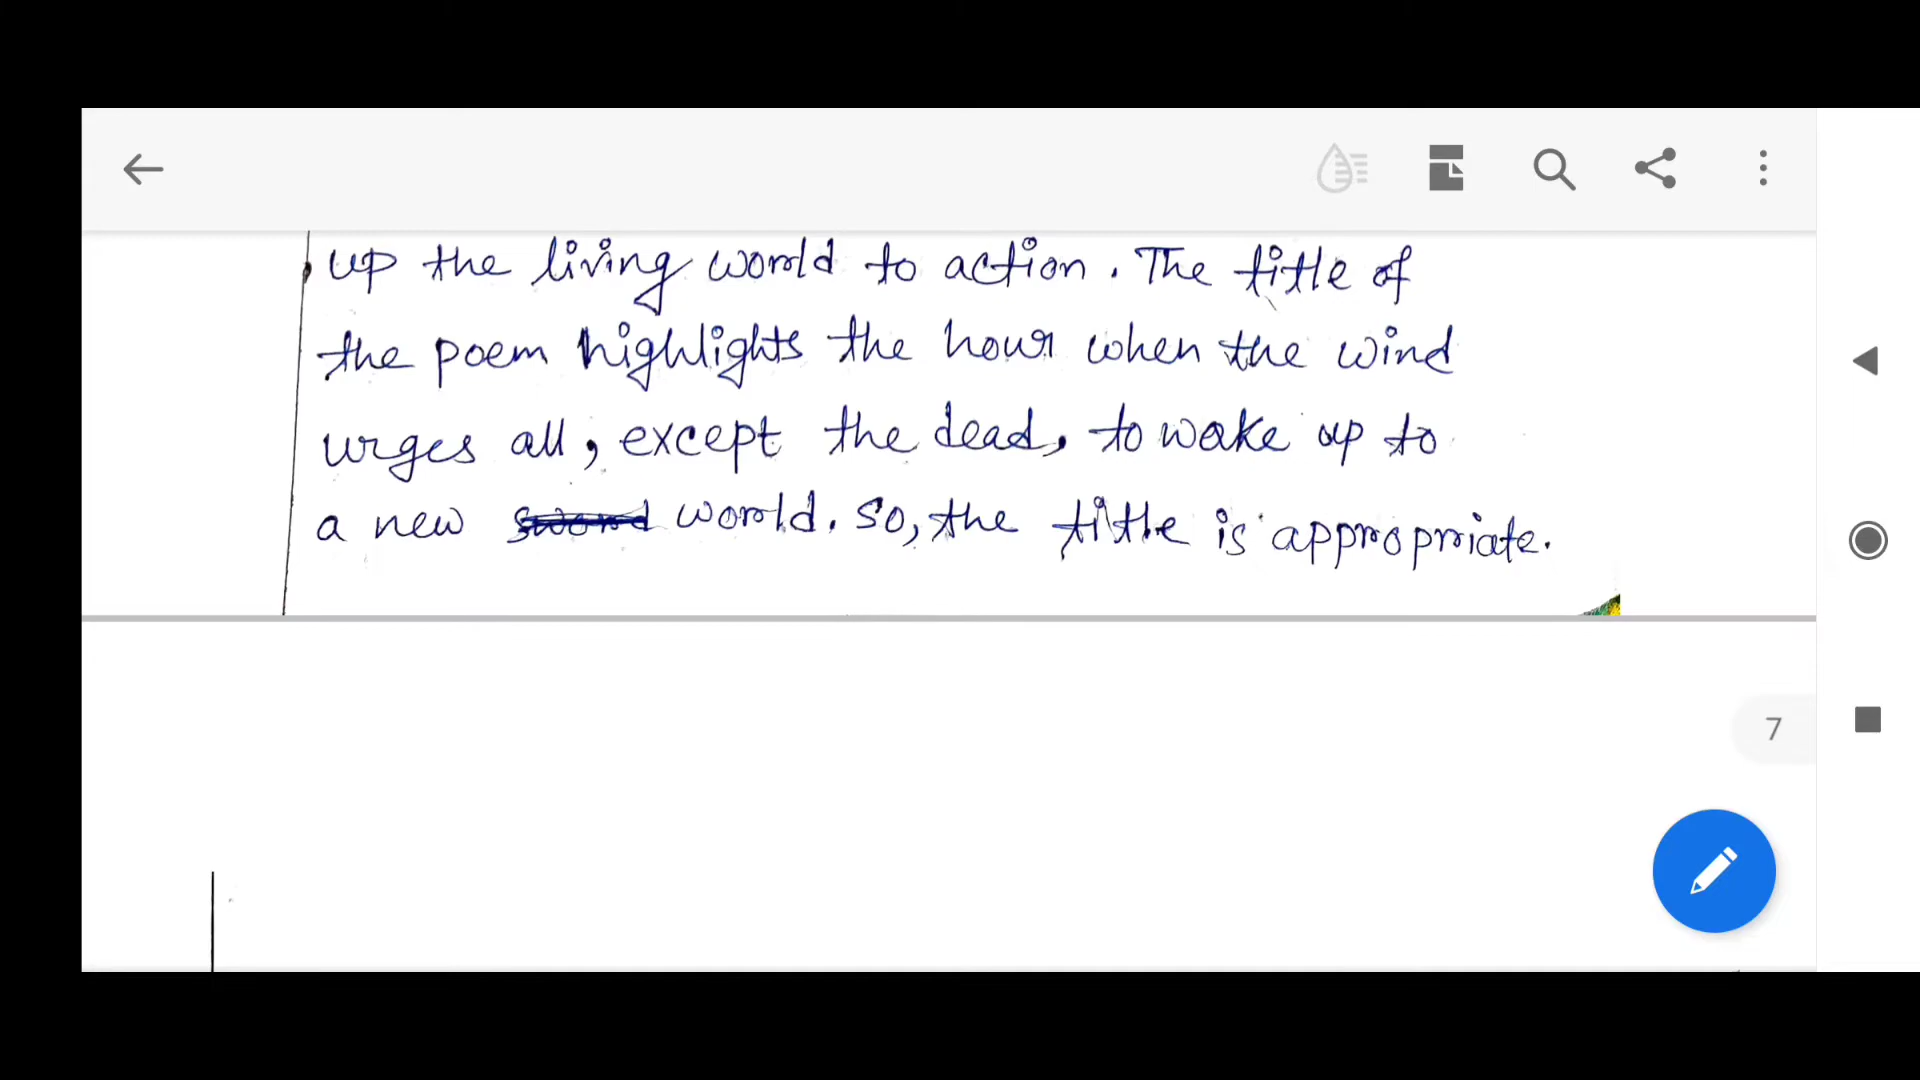 up the living world to action. The title of
the poem highlights the hour when the wind
urges all, except the dead, to wake up to
a new world. So, the title is appropriate.
7